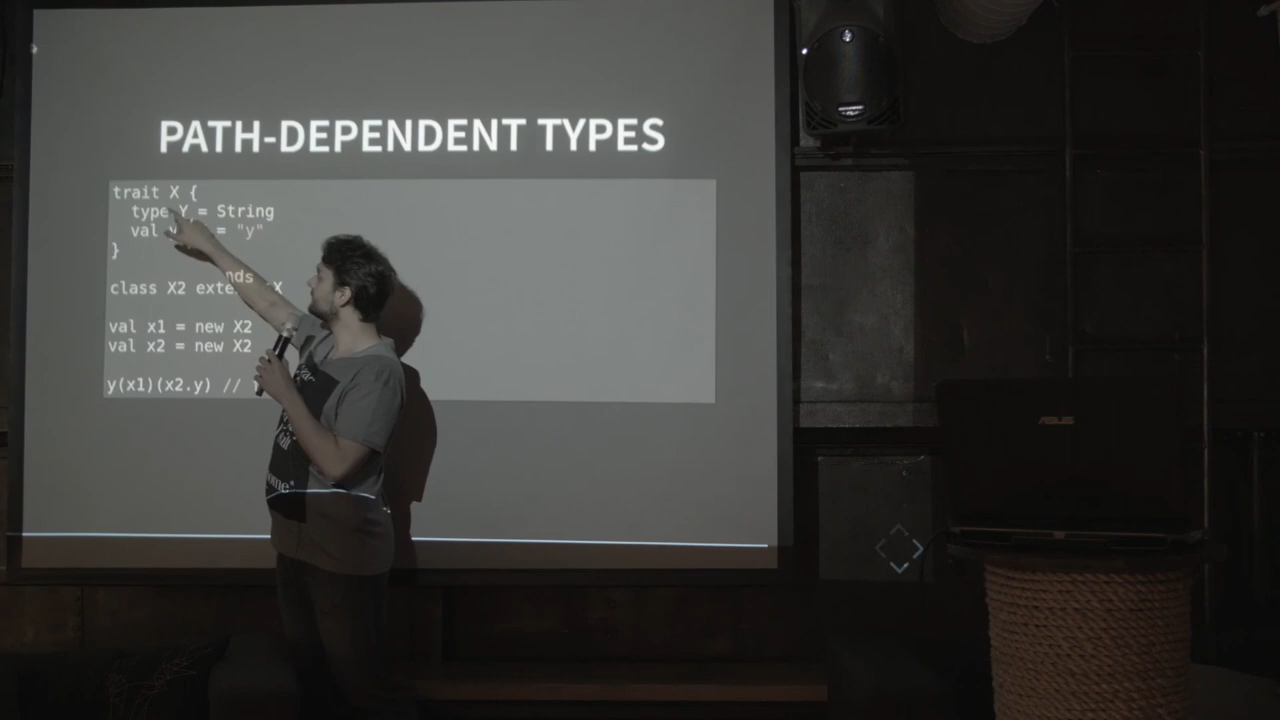 PATH-DEPENDENT TYPES
trait X {
type Y = String
val = "y"
}
class X2 extends X
val x1 = new X2
val x2 = new X2
y(x1)(x2.y) //
ASUS